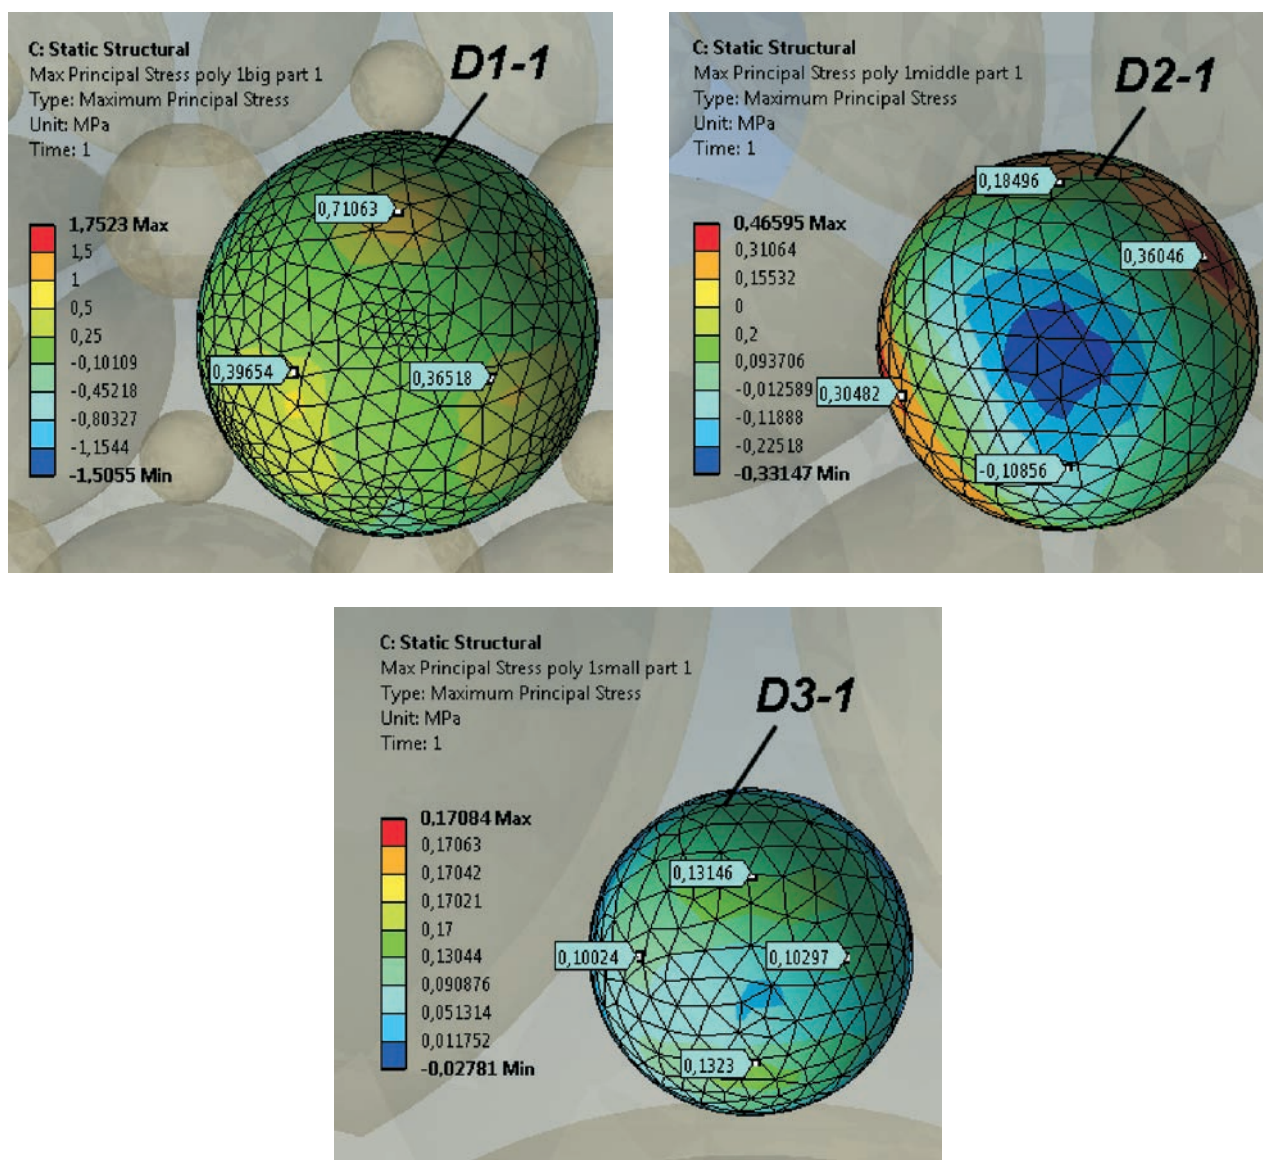 C: Static Structural
Max Principal Stress poly 1big part 1
Type: Maximum Principal Stress
Unit: MPa
Time: 1
D1-1
0,71063
0,39654
0,36518
1,7523 Max
1,5
1
0,5
0,25
-0,10109
-0,45218
-0,80327
-1,1544
-1,5055 Min
C: Static Structural
Max Principal Stress poly 1middle part 1
Type: Maximum Principal Stress
Unit: MPa
Time: 1
D2-1
0,18496
0,36046
0,30482
-0,10856
0,46595 Max
0,31064
0,15532
0
0,2
0,093706
-0,012589
-0,11888
-0,22518
-0,33147 Min
C: Static Structural
Max Principal Stress poly 1small part 1
Type: Maximum Principal Stress
Unit: MPa
Time: 1
D3-1
0,13146
0,10024
0,10297
0,1323
0,17084 Max
0,17063
0,17042
0,17021
0,17
0,13044
0,090876
0,051314
0,011752
-0,02781 Min